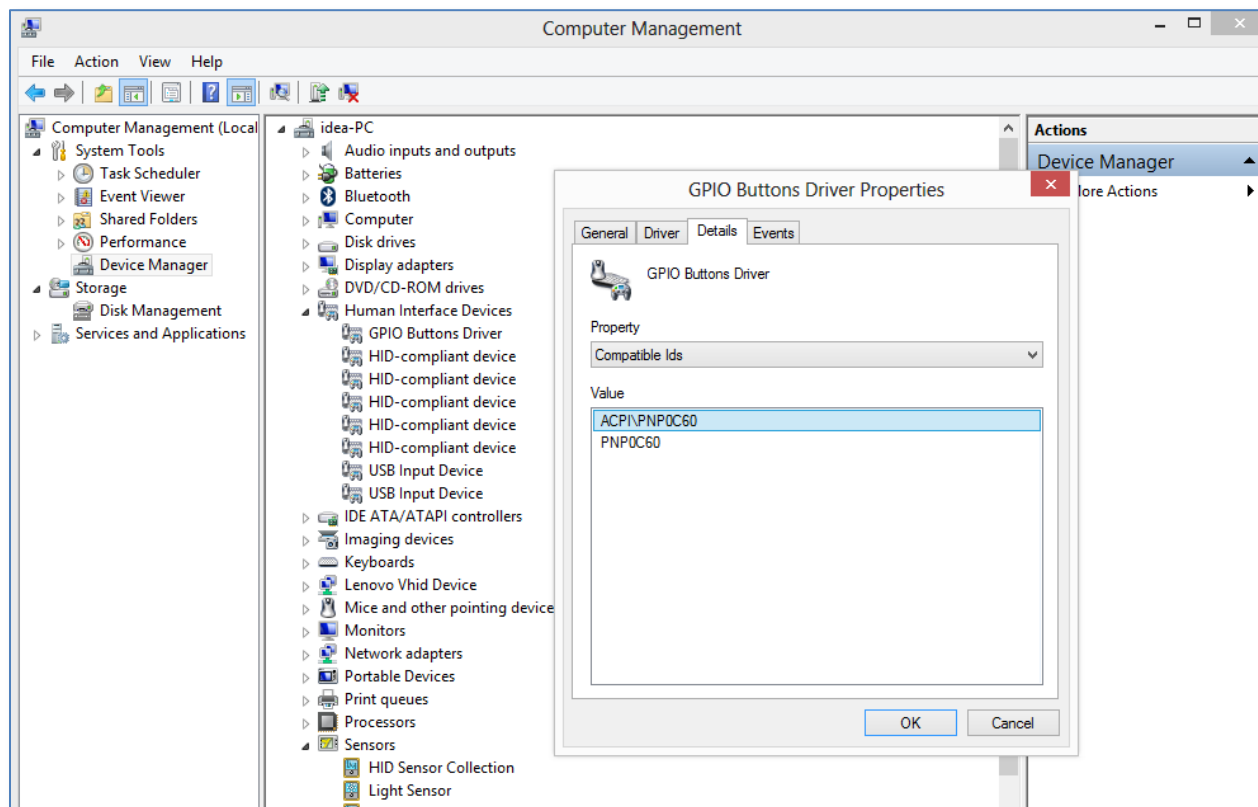 Computer Management
File Action View Help
Computer Management (Local
System Tools
Task Scheduler
Event Viewer
Shared Folders
Performance
Device Manager
Storage
Disk Management
Services and Applications
idea-PC
Audio inputs and outputs
Batteries
Bluetooth
Computer
Disk drives
Display adapters
DVD/CD-ROM drives
Human Interface Devices
GPIO Buttons Driver
HID-compliant device
HID-compliant device
HID-compliant device
HID-compliant device
HID-compliant device
USB Input Device
USB Input Device
IDE ATA/ATAPI controllers
Imaging devices
Keyboards
Lenovo Vhid Device
Mice and other pointing device
Monitors
Network adapters
Portable Devices
Print queues
Processors
Sensors
HID Sensor Collection
Light Sensor
Actions
Device Manager
lore Actions
GPIO Buttons Driver Properties
General Driver Details Events
GPIO Buttons Driver
Property
Compatible Ids
Value
ACPI\PNP0C60
PNP0C60
OK Cancel